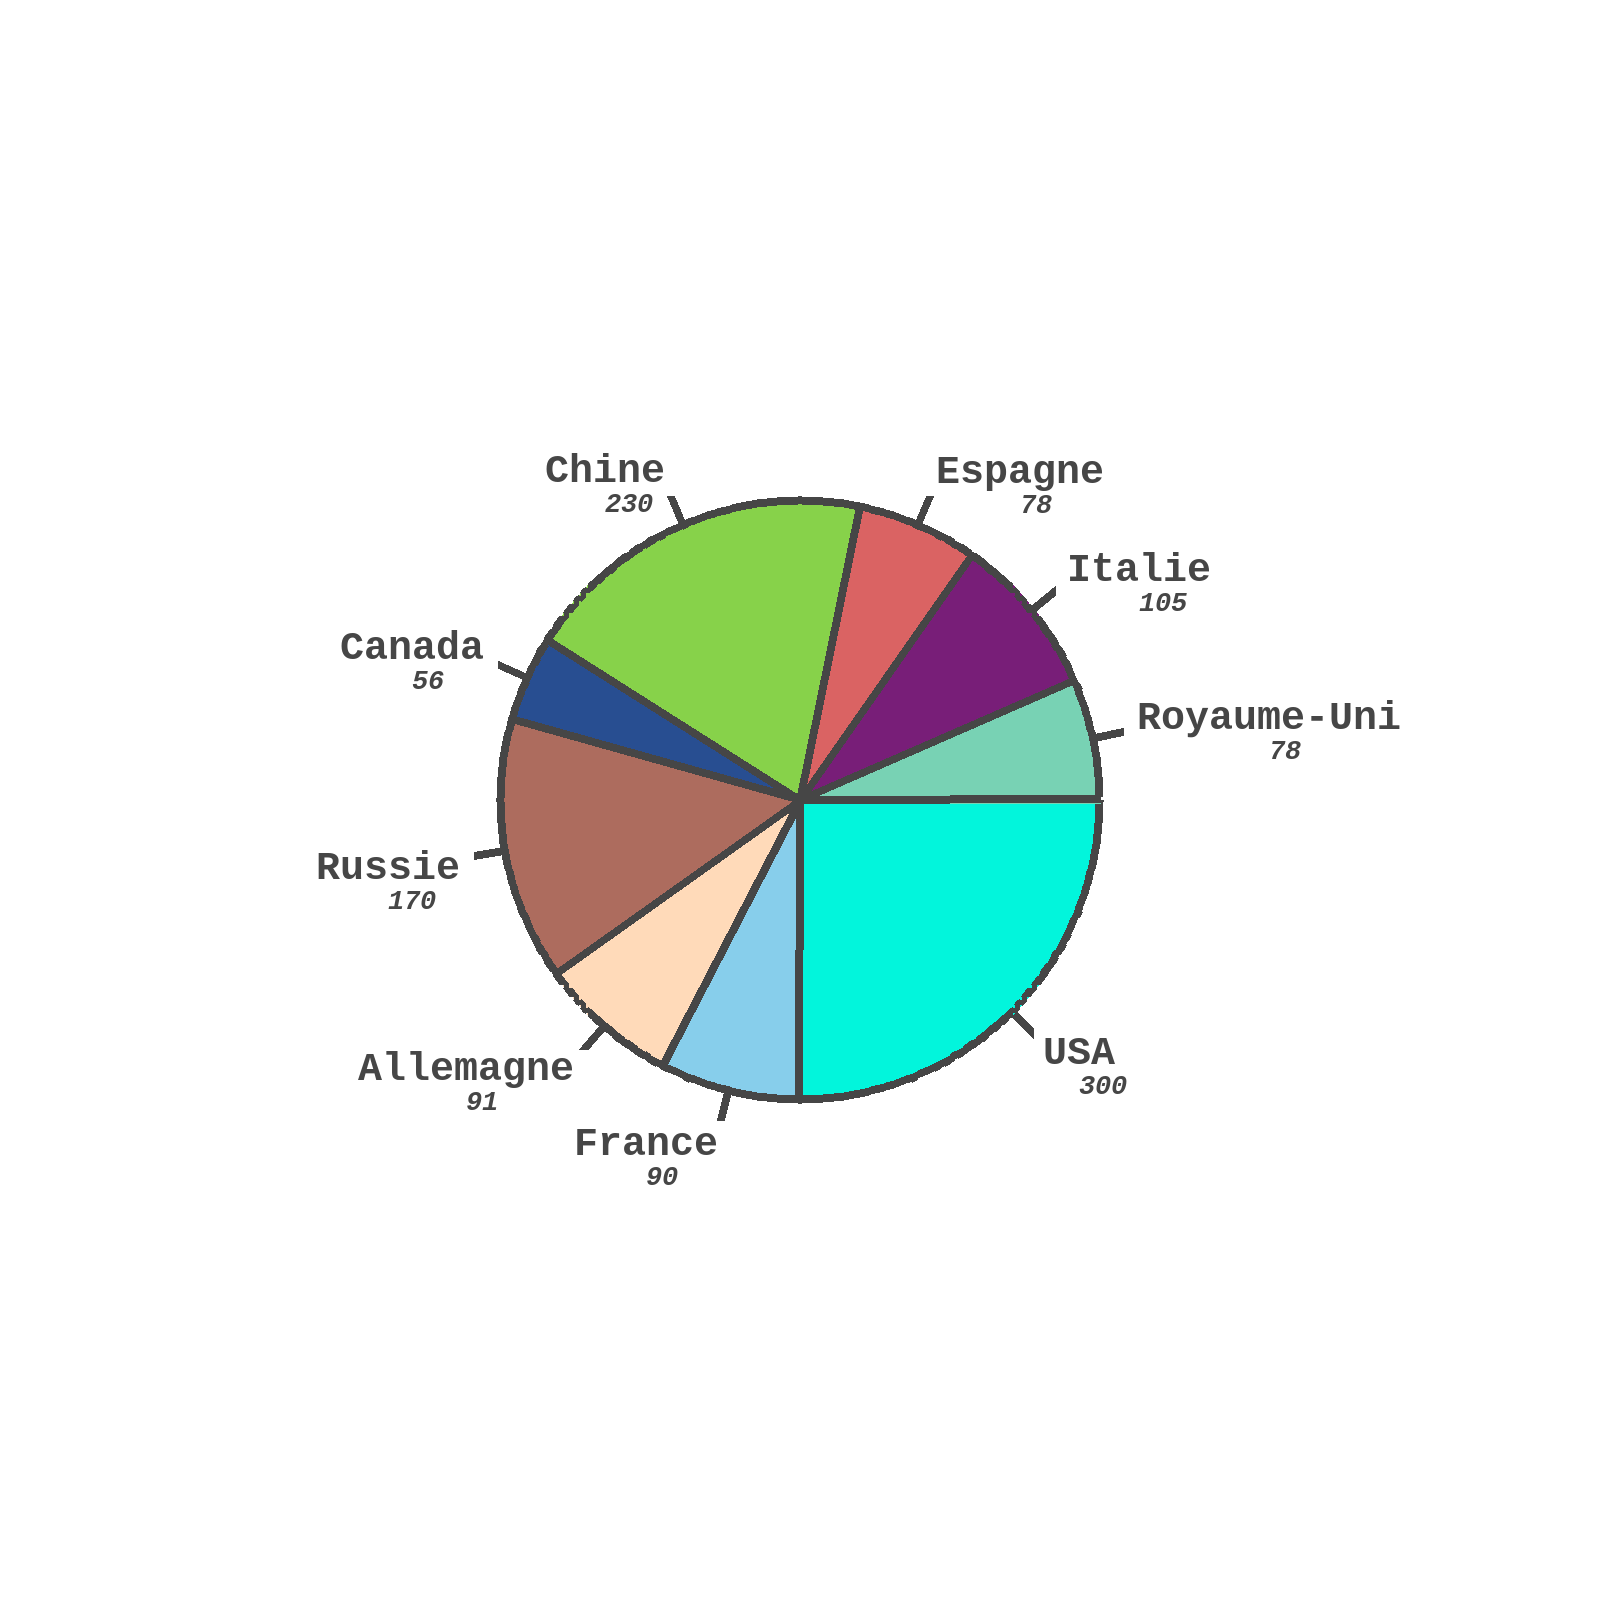 Chine
230
Espagne
78
Italie
105
Canada
56
Royaume-Uni
78
Russie
170
USA
300
Allemagne
91
France
90